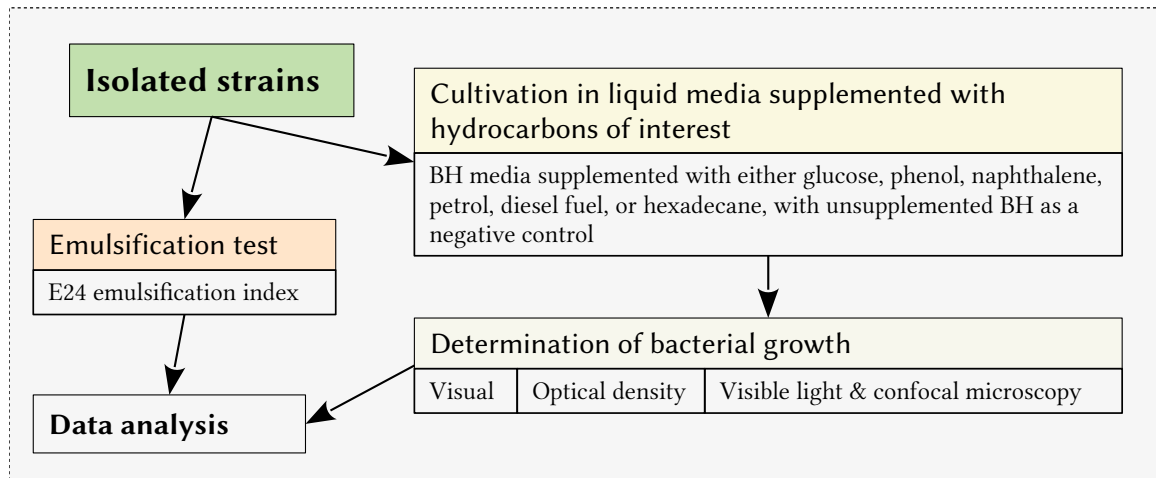 Isolated strains
Cultivation in liquid media supplemented with
hydrocarbons of interest
BH media supplemented with either glucose, phenol, naphthalene,
petrol, diesel fuel, or hexadecane, with unsupplemented BH as a
negative control
Emulsification test
E24 emulsification index
Determination of bacterial growth
Visual
Optical density
Visible light & confocal microscopy
Data analysis